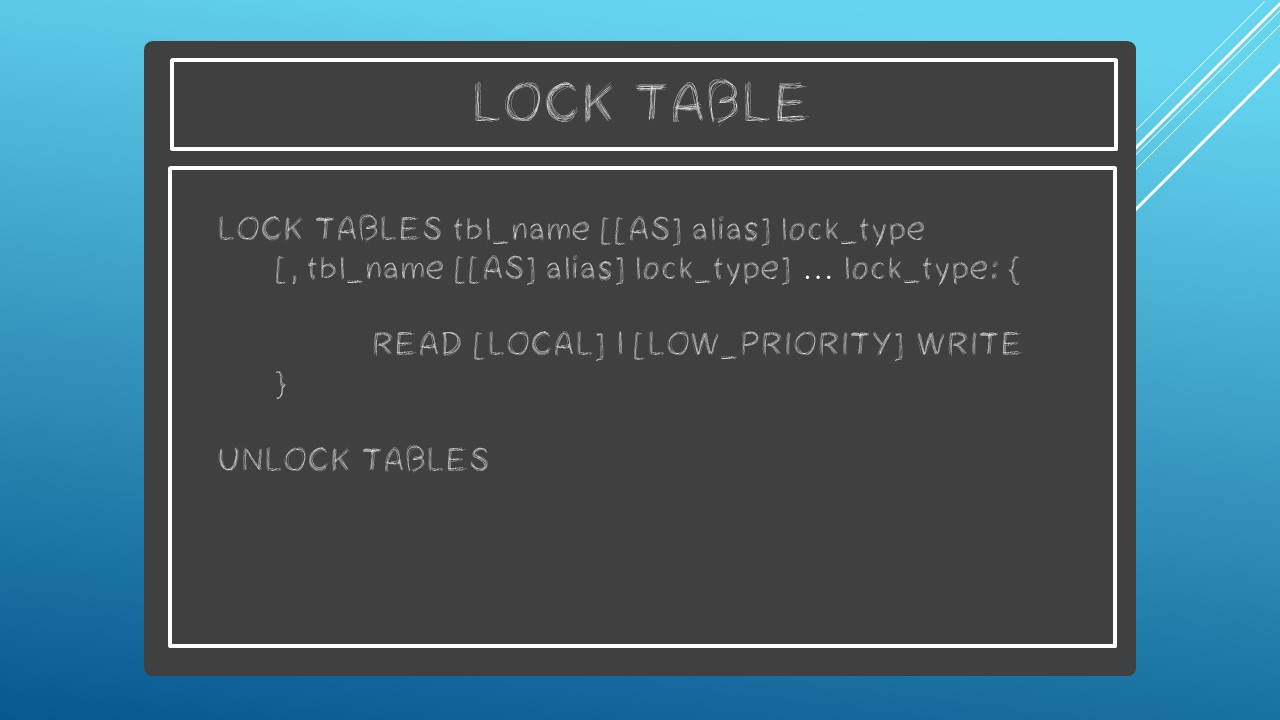 LOCK TABLE
LOCK TABLES tbl_name [[AS] alias] lock_type
[, tbl_name [[AS] alias] lock_type] ... lock_type: {
READ [LOCAL] | [LOW_PRIORITY] WRITE
}
UNLOCK TABLES